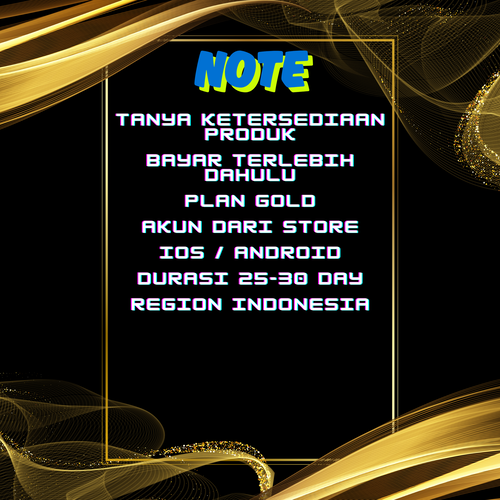 NOTE
TANYA KETERSEDIAAN
PRODUK
BAYAR TERLEBIH
DAHULU
PLAN GOLD
AKUN DARI STORE
IOS / ANDROID
DURASI 25-30 DAY
REGION INDONESIA